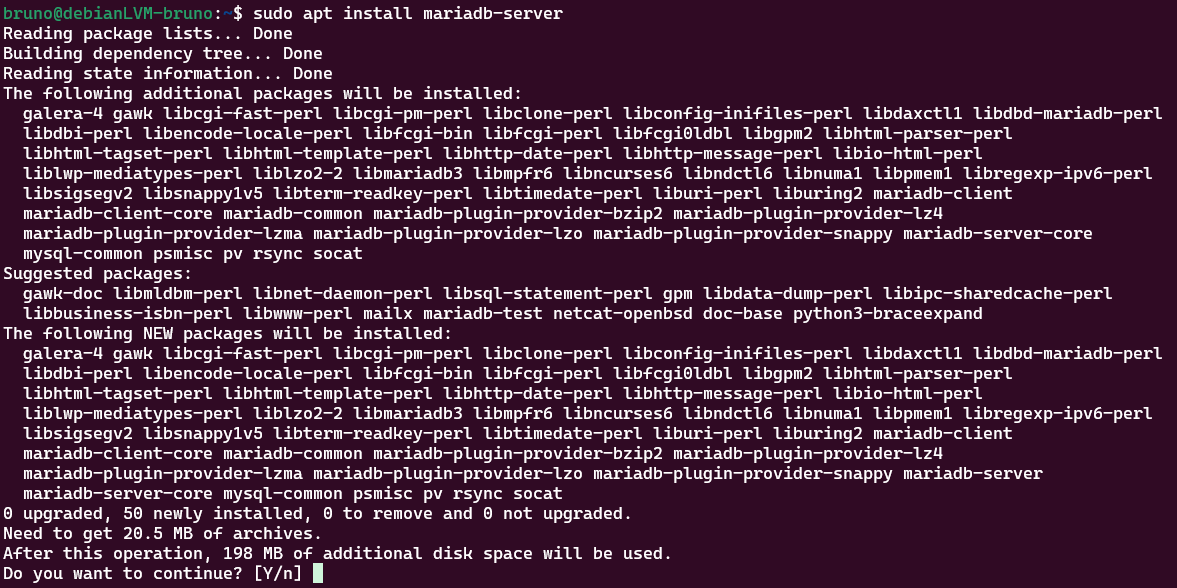 bruno@debianLVM-bruno:~$ sudo apt install mariadb-server
Reading package lists... Done
Building dependency tree... Done
Reading state information... Done
The following additional packages will be installed:
  galera-4 gawk libcgi-fast-perl libcgi-pm-perl libclone-perl libconfig-inifiles-perl libdaxctl1 libdbd-mariadb-perl
  libdbi-perl libencode-locale-perl libfcgi-bin libfcgi-perl libfcgi0ldbl libgpm2 libhtml-parser-perl
  libhtml-tagset-perl libhtml-template-perl libhttp-date-perl libhttp-message-perl libio-html-perl
  liblwp-mediatypes-perl liblzo2-2 libmariadb3 libmpfr6 libncurses6 libndctl6 libnuma1 libpmem1 libregexp-ipv6-perl
  libsigsegv2 libsnappy1v5 libterm-readkey-perl libtimedate-perl liburi-perl liburing2 mariadb-client
  mariadb-client-core mariadb-common mariadb-plugin-provider-bzip2 mariadb-plugin-provider-lz4
  mariadb-plugin-provider-lzma mariadb-plugin-provider-lzo mariadb-plugin-provider-snappy mariadb-server-core
  mysql-common psmisc pv rsync socat
Suggested packages:
  gawk-doc libmldbm-perl libnet-daemon-perl libsql-statement-perl gpm libdata-dump-perl libipc-sharedcache-perl
  libbusiness-isbn-perl libwww-perl mailx mariadb-test netcat-openbsd doc-base python3-braceexpand
The following NEW packages will be installed:
  galera-4 gawk libcgi-fast-perl libcgi-pm-perl libclone-perl libconfig-inifiles-perl libdaxctl1 libdbd-mariadb-perl
  libdbi-perl libencode-locale-perl libfcgi-bin libfcgi-perl libfcgi0ldbl libgpm2 libhtml-parser-perl
  libhtml-tagset-perl libhtml-template-perl libhttp-date-perl libhttp-message-perl libio-html-perl
  liblwp-mediatypes-perl liblzo2-2 libmariadb3 libmpfr6 libncurses6 libndctl6 libnuma1 libpmem1 libregexp-ipv6-perl
  libsigsegv2 libsnappy1v5 libterm-readkey-perl libtimedate-perl liburi-perl liburing2 mariadb-client
  mariadb-client-core mariadb-common mariadb-plugin-provider-bzip2 mariadb-plugin-provider-lz4
  mariadb-plugin-provider-lzma mariadb-plugin-provider-lzo mariadb-plugin-provider-snappy mariadb-server
  mariadb-server-core mysql-common psmisc pv rsync socat
0 upgraded, 50 newly installed, 0 to remove and 0 not upgraded.
Need to get 20.5 MB of archives.
After this operation, 198 MB of additional disk space will be used.
Do you want to continue? [Y/n]